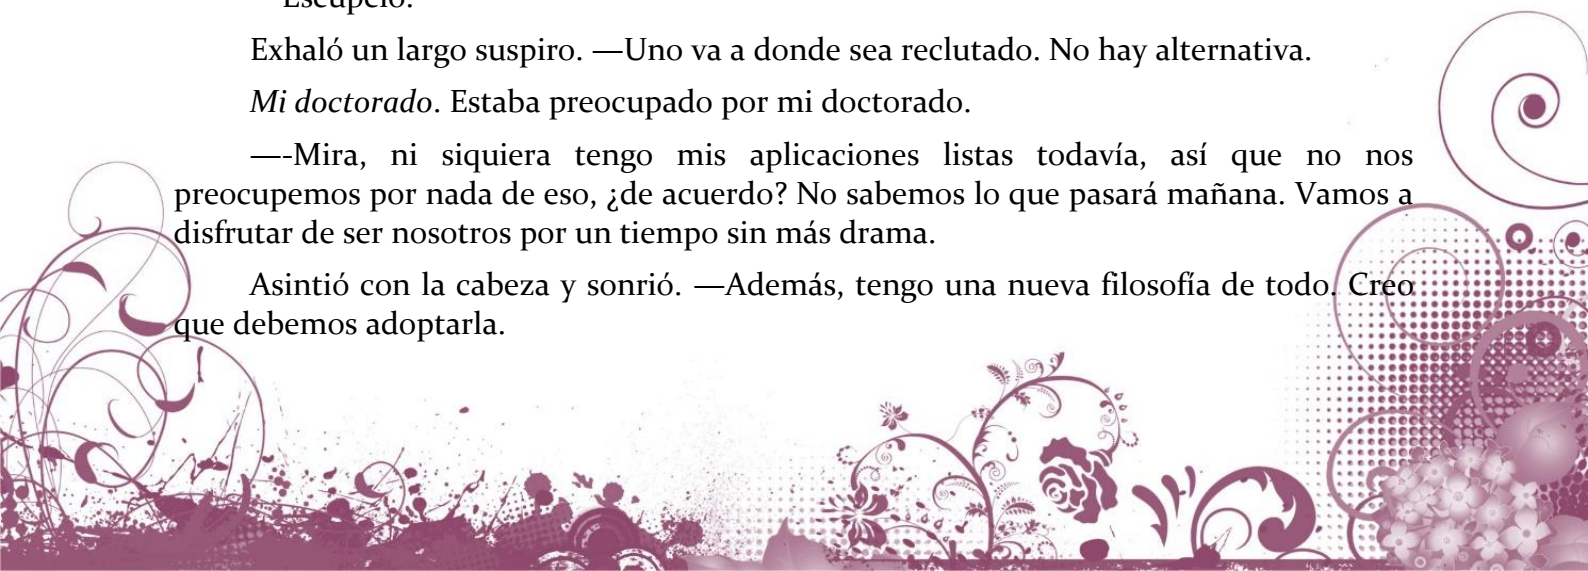 Escúpelo.
Exhaló un largo suspiro. —Uno va a donde sea reclutado. No hay alternativa.
Mi doctorado. Estaba preocupado por mi doctorado.
—-Mira, ni siquiera tengo mis aplicaciones listas todavía, así que no nos
preocupemos por nada de eso, ¿de acuerdo? No sabemos lo que pasará mañana. Vamos a
disfrutar de ser nosotros por un tiempo sin más drama.
Asintió con la cabeza y sonrió. —Además, tengo una nueva filosofía de todo. Creo
que debemos adoptarla.